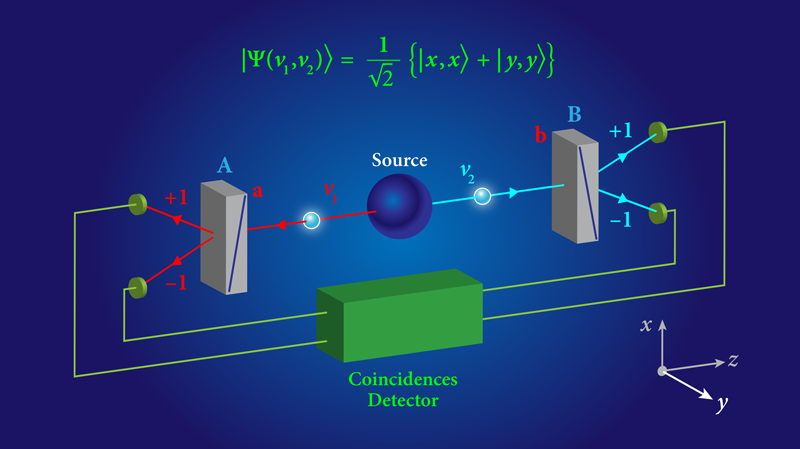 |Ψ(ν₁,ν₂)⟩ = 1/√2 {|x,x⟩ + |y,y⟩}
B
+1
b
Source
A
ν₂
+1
a
ν₁
−1
−1
x
z
Coincidences
Detector
y